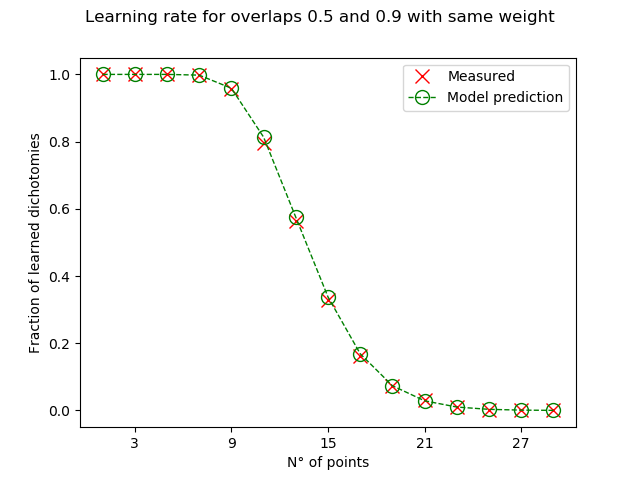 Learning rate for overlaps 0.5 and 0.9 with same weight
Measured
Model prediction
Fraction of learned dichotomies
1.0
0.8
0.6
0.4
0.2
0.0
3 9 15 21 27
N° of points